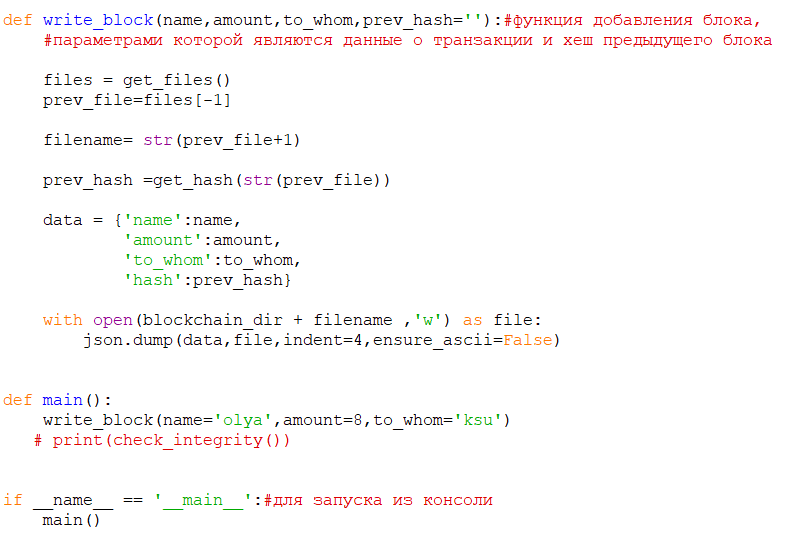 def write_block(name,amount,to_whom,prev_hash=''):#функция добавления блока,
    #параметрами которой являются данные о транзакции и хеш предыдущего блока
    files = get_files()
    prev_file=files[-1]
    filename= str(prev_file+1)
    prev_hash =get_hash(str(prev_file))
    data = {'name':name,
            'amount':amount,
            'to_whom':to_whom,
            'hash':prev_hash}
    with open(blockchain_dir + filename ,'w') as file:
        json.dump(data,file,indent=4,ensure_ascii=False)
def main():
    write_block(name='olya',amount=8,to_whom='ksu')
   # print(check_integrity())
if __name__ == '__main__':#для запуска из консоли
    main()